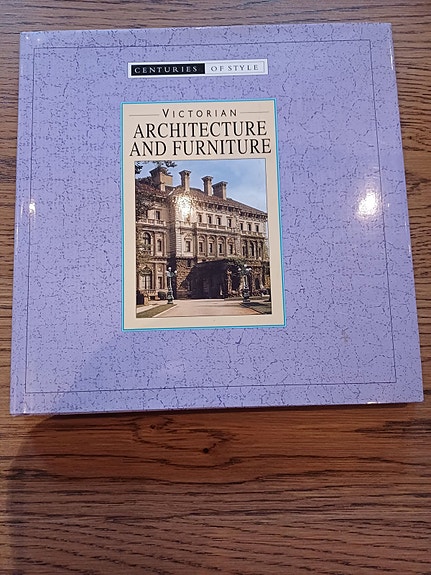 CENTURIES OF STYLE
VICTORIAN
ARCHITECTURE
AND FURNITURE